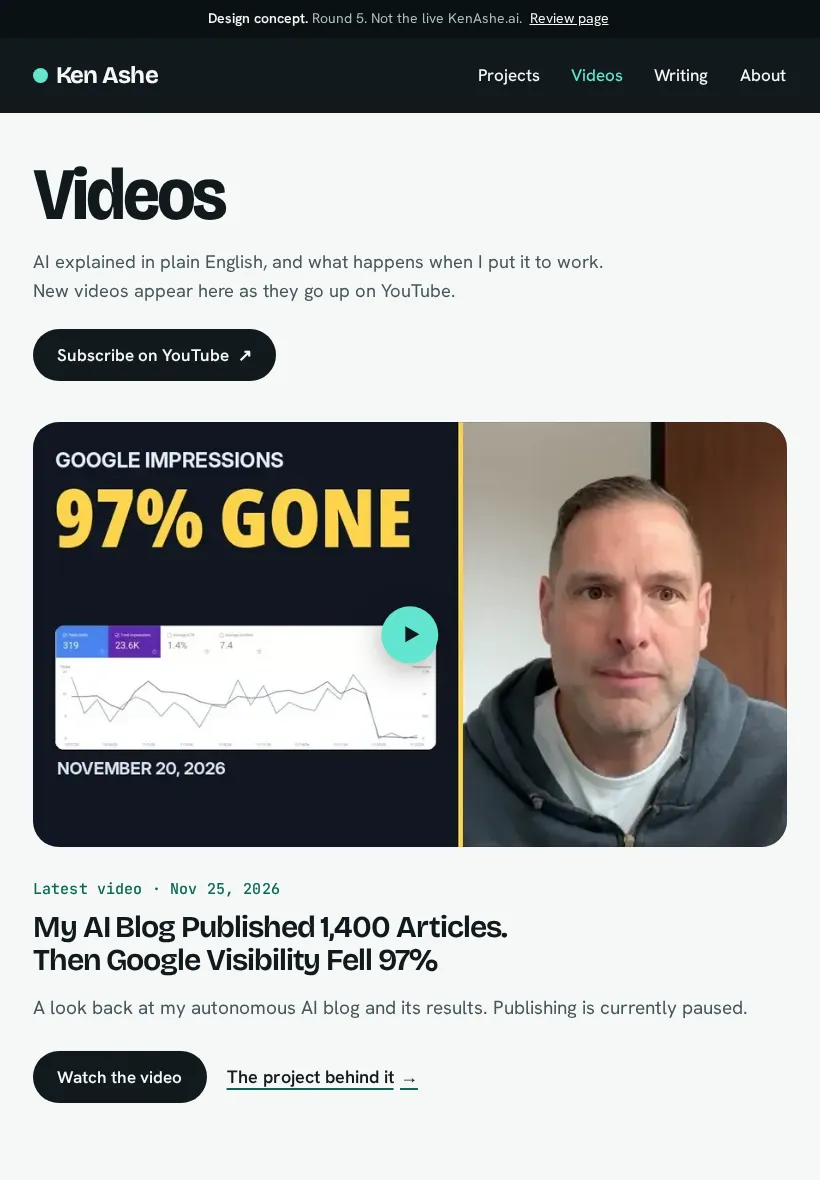 Design concept. Round 5. Not the live KenAshe.ai. Review page
Ken Ashe
Projects Videos Writing About
Videos
AI explained in plain English, and what happens when I put it to work.
New videos appear here as they go up on YouTube.
Subscribe on YouTube ↗
GOOGLE IMPRESSIONS
97% GONE
319 23.6K 1.4% 7.4
NOVEMBER 20, 2026
Latest video · Nov 25, 2026
My AI Blog Published 1,400 Articles.
Then Google Visibility Fell 97%
A look back at my autonomous AI blog and its results. Publishing is currently paused.
Watch the video
The project behind it →